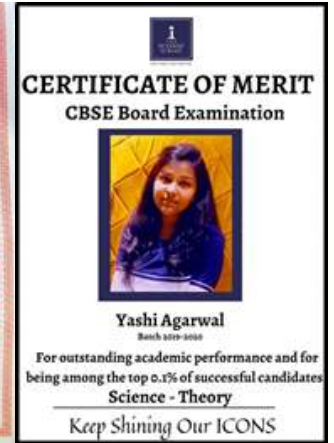 CERTIFICATE OF MERIT
CBSE Board Examination
Yashi Agarwal
Batch 2019-2020
For outstanding academic performance and for
being among the top 0.1% of successful candidates
Science - Theory
Keep Shining Our ICONS